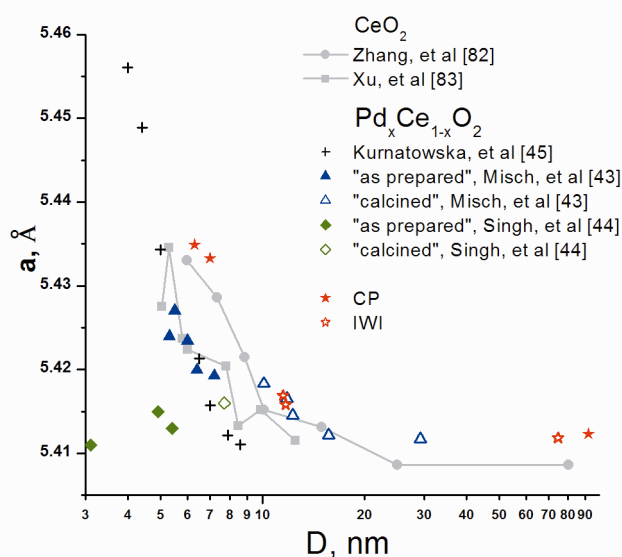 CeO2
Zhang, et al [82]
Xu, et al [83]
PdxCe1-xO2
Kurnatowska, et al [45]
"as prepared", Misch, et al [43]
"calcined", Misch, et al [43]
"as prepared", Singh, et al [44]
"calcined", Singh, et al [44]
CP
IWI
a, Å
5.46
5.45
5.44
5.43
5.42
5.41
3 4 5 6 7 8 9 10 20 30 40 50 60 70 80 90
D, nm